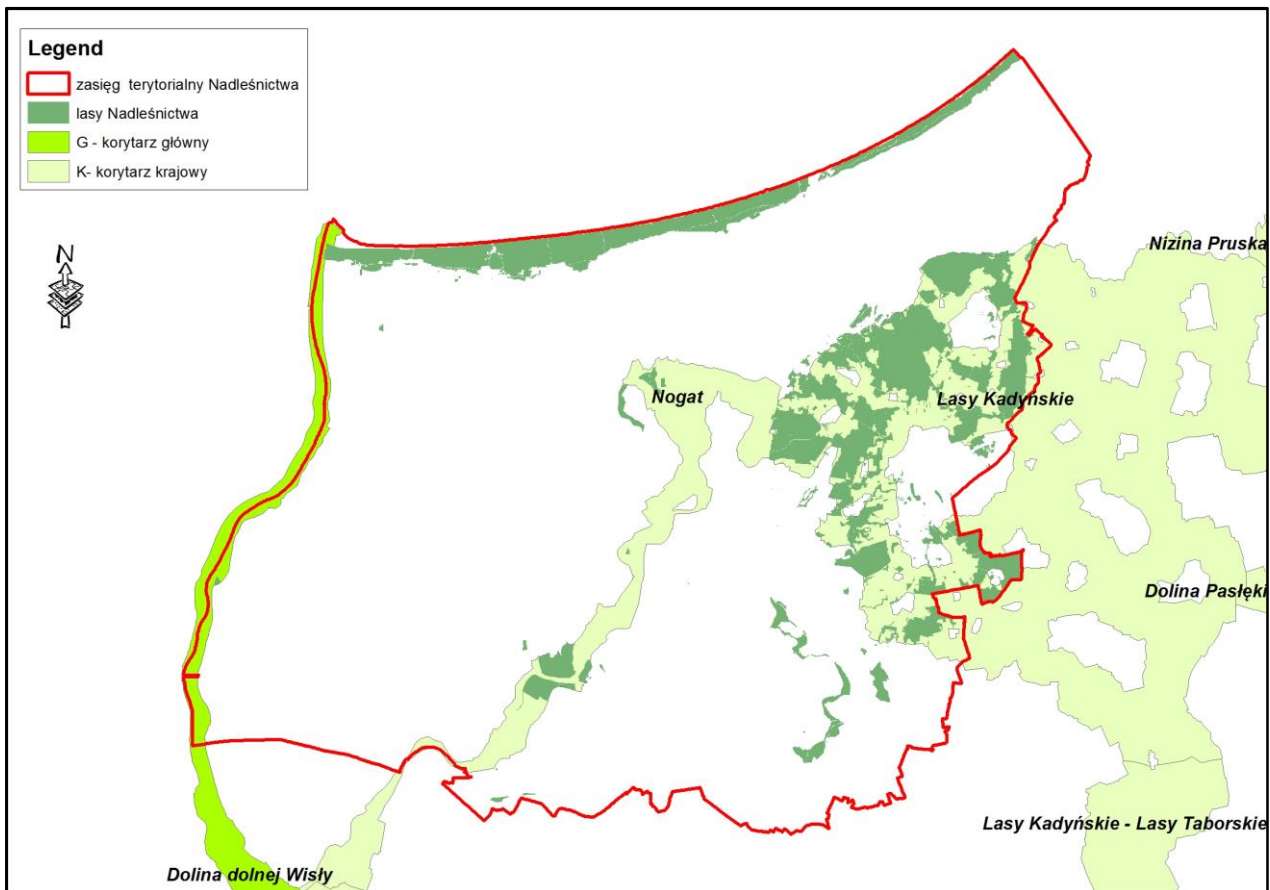 Legend
zasięg terytorialny Nadleśnictwa
lasy Nadleśnictwa
G - korytarz główny
K- korytarz krajowy
N
Nizina Pruska
Nogat
Lasy Kadyńskie
Dolina Pasłęki
Lasy Kadyńskie - Lasy Taborskie
Dolina dolnej Wisły